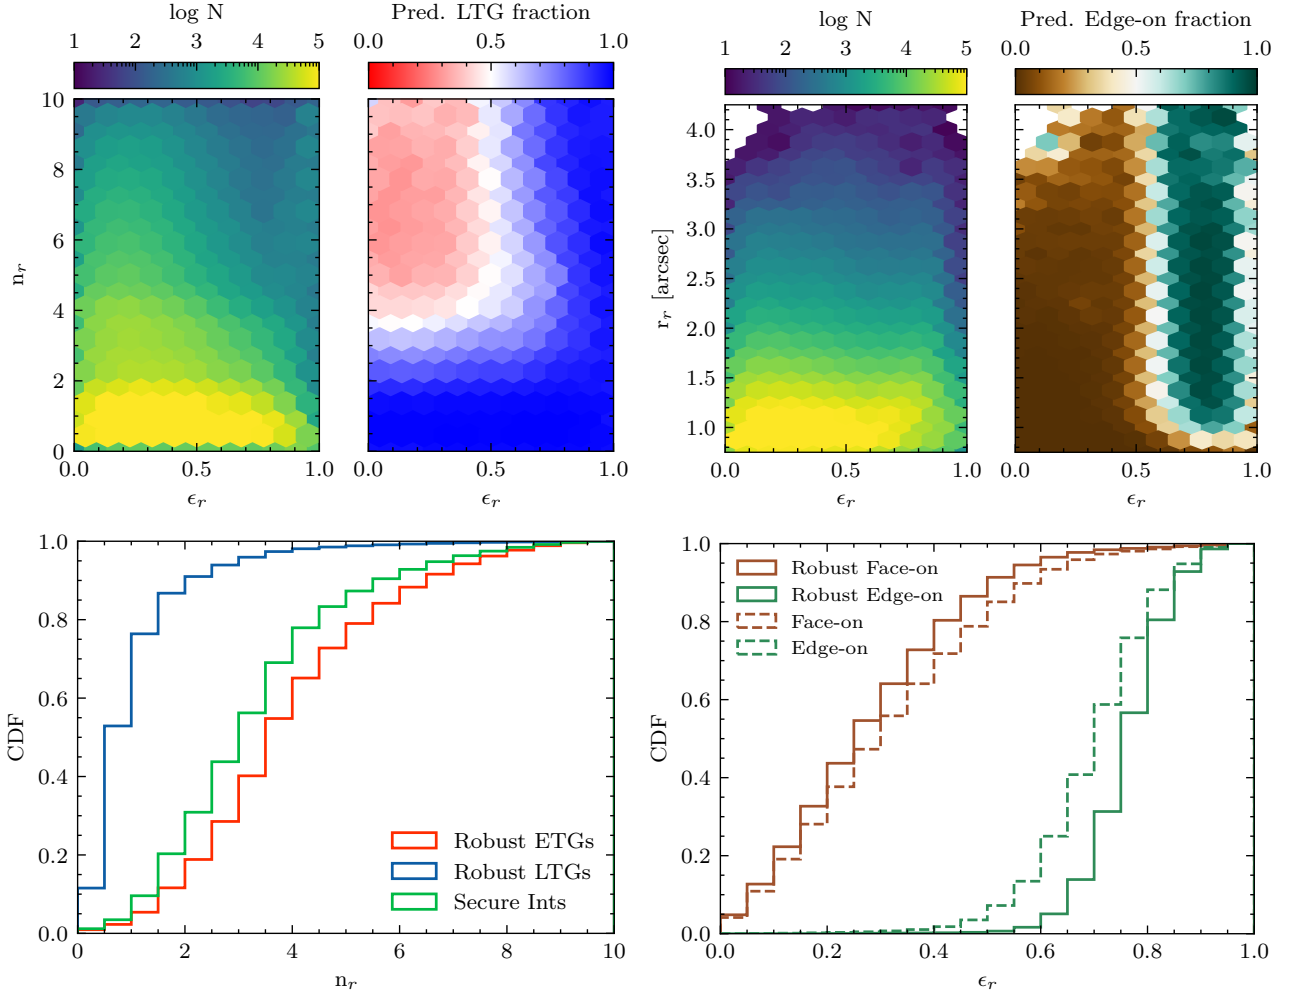 log N
1 2 3 4 5
Pred. LTG fraction
0.0 0.5 1.0
n_r
10
8
6
4
2
0
0.0 0.5 1.0
ϵ_r
0.0 0.5 1.0
ϵ_r
log N
1 2 3 4 5
Pred. Edge-on fraction
0.0 0.5 1.0
r_r [arcsec]
4.0
3.5
3.0
2.5
2.0
1.5
1.0
0.0 0.5 1.0
ϵ_r
0.0 0.5 1.0
ϵ_r
CDF
1.0
0.8
0.6
0.4
0.2
0.0
Robust ETGs
Robust LTGs
Secure Ints
0 2 4 6 8 10
n_r
CDF
1.0
0.8
0.6
0.4
0.2
0.0
Robust Face-on
Robust Edge-on
Face-on
Edge-on
0.0 0.2 0.4 0.6 0.8 1.0
ϵ_r